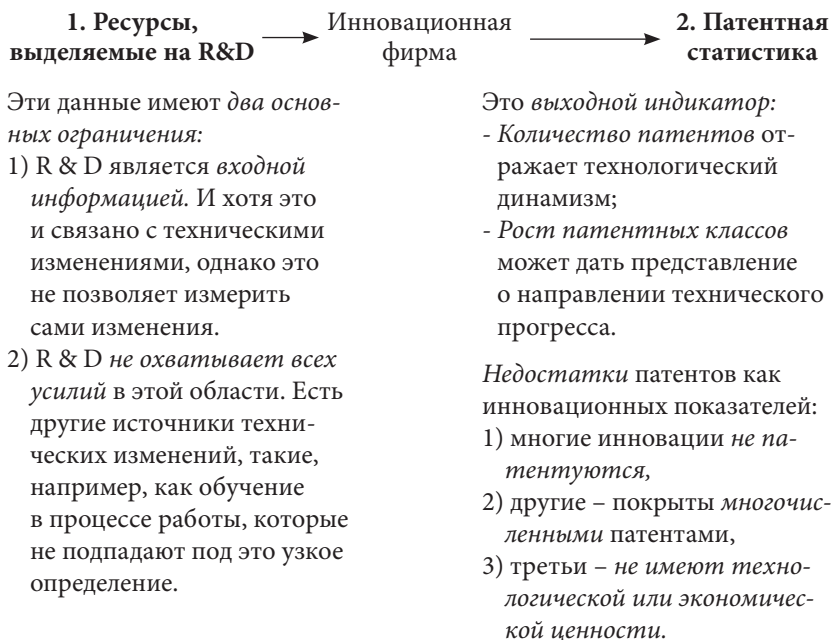 1. Ресурсы,
выделяемые на R&D
Инновационная
фирма
2. Патентная
статистика
Эти данные имеют два основ-
ных ограничения:
1) R & D является входной
информацией. И хотя это
и связано с техническими
изменениями, однако это
не позволяет измерить
сами изменения.
2) R & D не охватывает всех
усилий в этой области. Есть
другие источники техни-
ческих изменений, такие,
например, как обучение
в процессе работы, которые
не подпадают под это узкое
определение.
Это выходной индикатор:
- Количество патентов от-
ражает технологический
динамизм;
- Рост патентных классов
может дать представление
о направлении технического
прогресса.
Недостатки патентов как
инновационных показателей:
1) многие инновации не па-
тентуются,
2) другие – покрыты многочис-
ленными патентами,
3) третьи – не имеют техно-
логической или экономичес-
кой ценности.